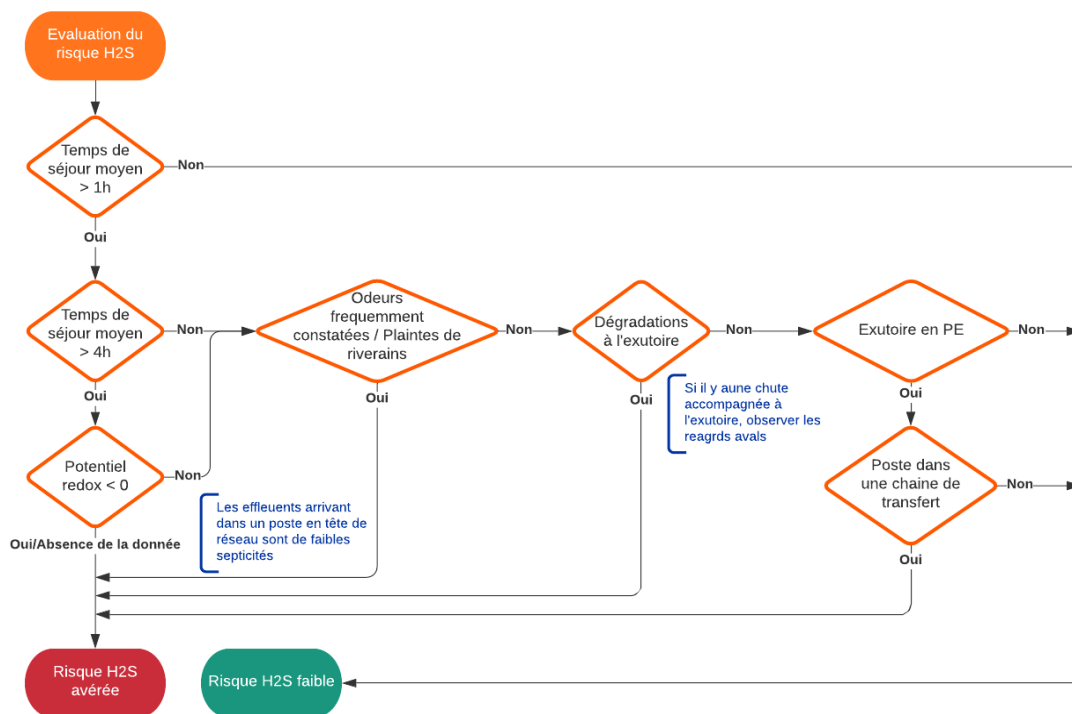 Evaluation du
risque H2S
Temps de
séjour moyen
> 1h
Non
Oui
Temps de
séjour moyen
> 4h
Non
Oui
Odeurs
frequemment
constatées / Plaintes de
riverains
Non
Oui
Dégradations
à l'exutoire
Non
Oui
Exutoire en PE
Non
Oui
Si il y aune chute
accompagnée à
l'exutoire, observer les
reagrds avals
Potentiel
redox < 0
Non
Oui/Absence de la donnée
Les effleuents arrivant
dans un poste en tête de
réseau sont de faibles
septicités
Poste dans
une chaine de
transfert
Non
Oui
Risque H2S
avérée
Risque H2S faible